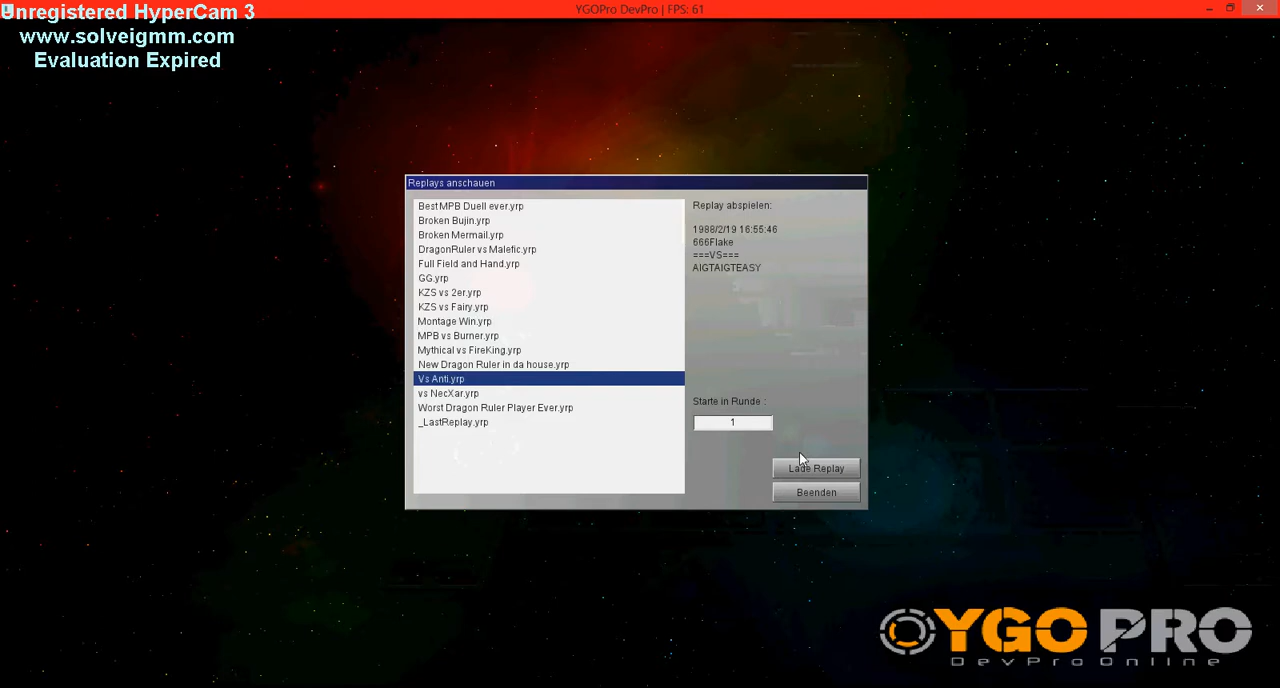 Unregistered HyperCam 3
www.solveigmm.com
Evaluation Expired
YGOPro DevPro | FPS: 61
Replays anschauen
Best MPB Duell ever.yrp
Broken Bujin.yrp
Broken Mermail.yrp
DragonRuler vs Malefic.yrp
Full Field and Hand.yrp
GG.yrp
KZS vs 2er.yrp
KZS vs Fairy.yrp
Montage Win.yrp
MPB vs Burner.yrp
Mythical vs FireKing.yrp
New Dragon Ruler in da house.yrp
Vs Anti.yrp
vs NecXar.yrp
Worst Dragon Ruler Player Ever.yrp
_LastReplay.yrp
Replay abspielen:
1988/2/19 16:55:46
666Flake
===VS===
AIGTAIGTEASY
Starte in Runde :
1
Lade Replay
Beenden
YGO PRO
DevProOnline